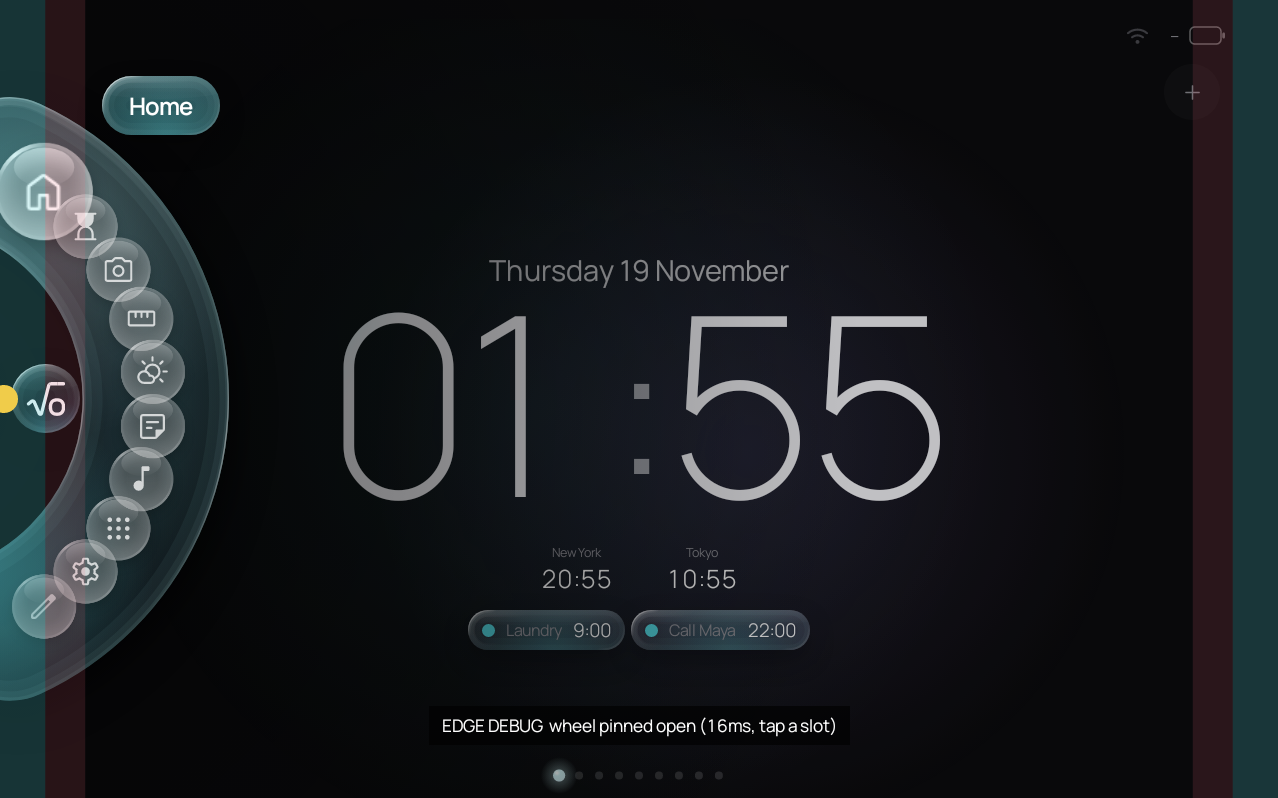 –
Home
+
Thursday 19 November
01:55
New York
Tokyo
20:55
10:55
Laundry 9:00
Call Maya 22:00
√o
EDGE DEBUG wheel pinned open (16ms, tap a slot)